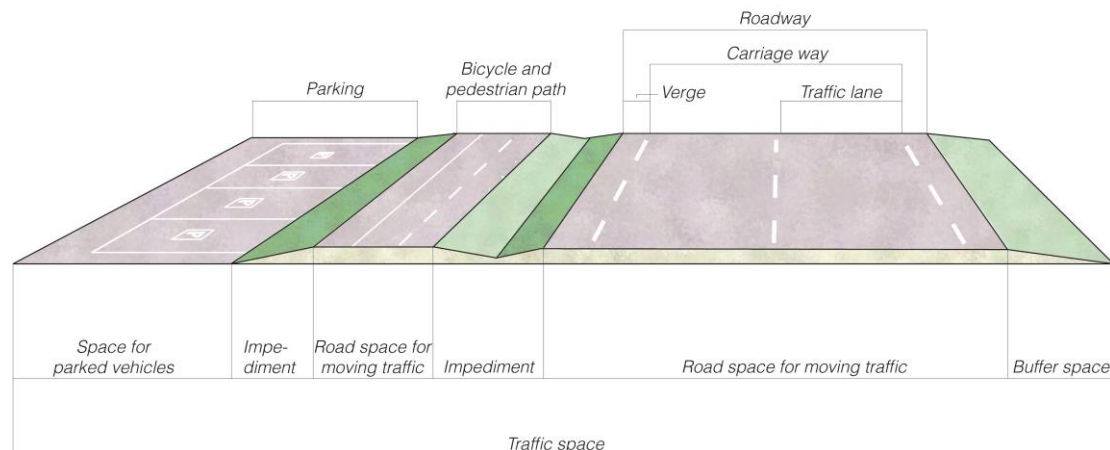 Roadway
Carriage way
Bicycle and
pedestrian path
Parking
Verge
Traffic lane
P
P
P
P
Space for
parked vehicles
Impe-
diment
Road space for
moving traffic
Impediment
Road space for moving traffic
Buffer space
Traffic space